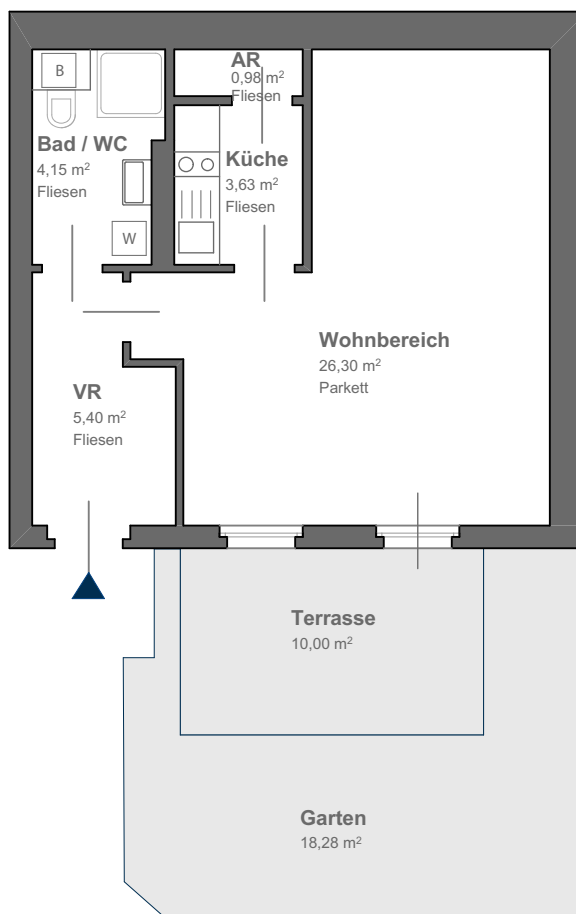 B
AR
0,98 m²
Fliesen
Bad / WC
4,15 m²
Fliesen
Küche
3,63 m²
Fliesen
W
Wohnbereich
26,30 m²
Parkett
VR
5,40 m²
Fliesen
Terrasse
10,00 m²
Garten
18,28 m²